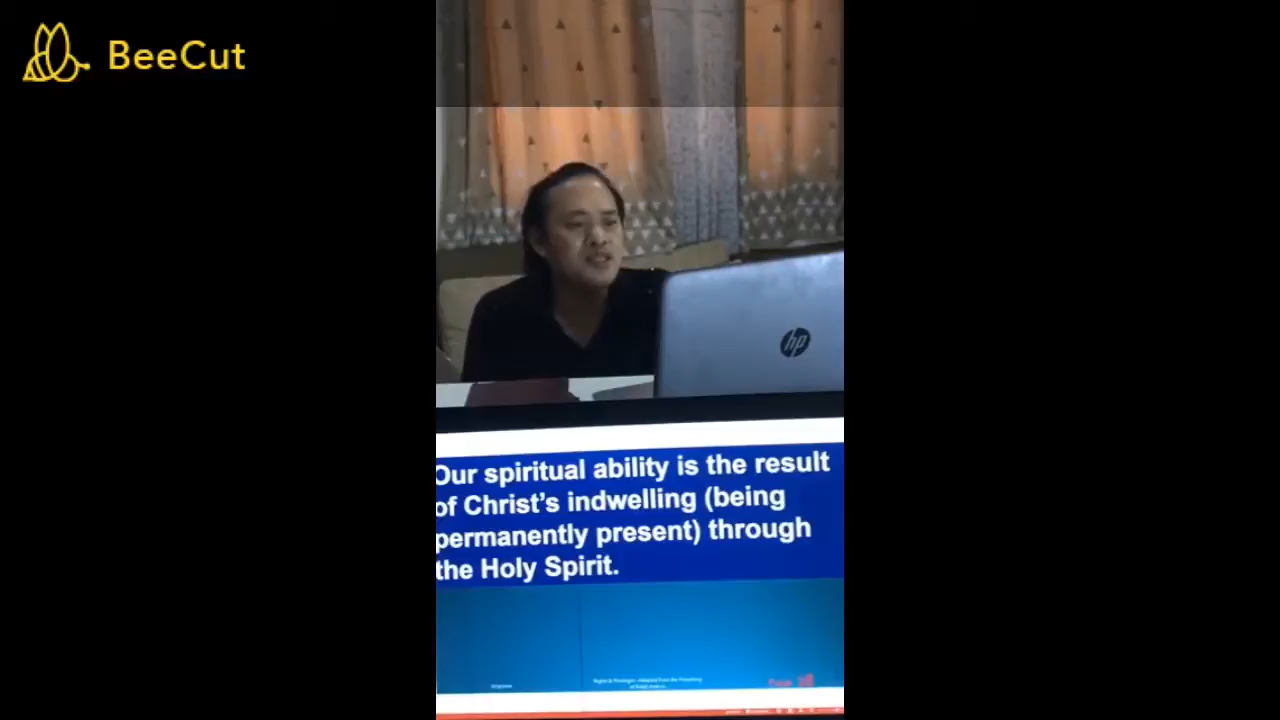 BeeCut
hp
Our spiritual ability is the result
of Christ's indwelling (being
permanently present) through
the Holy Spirit.